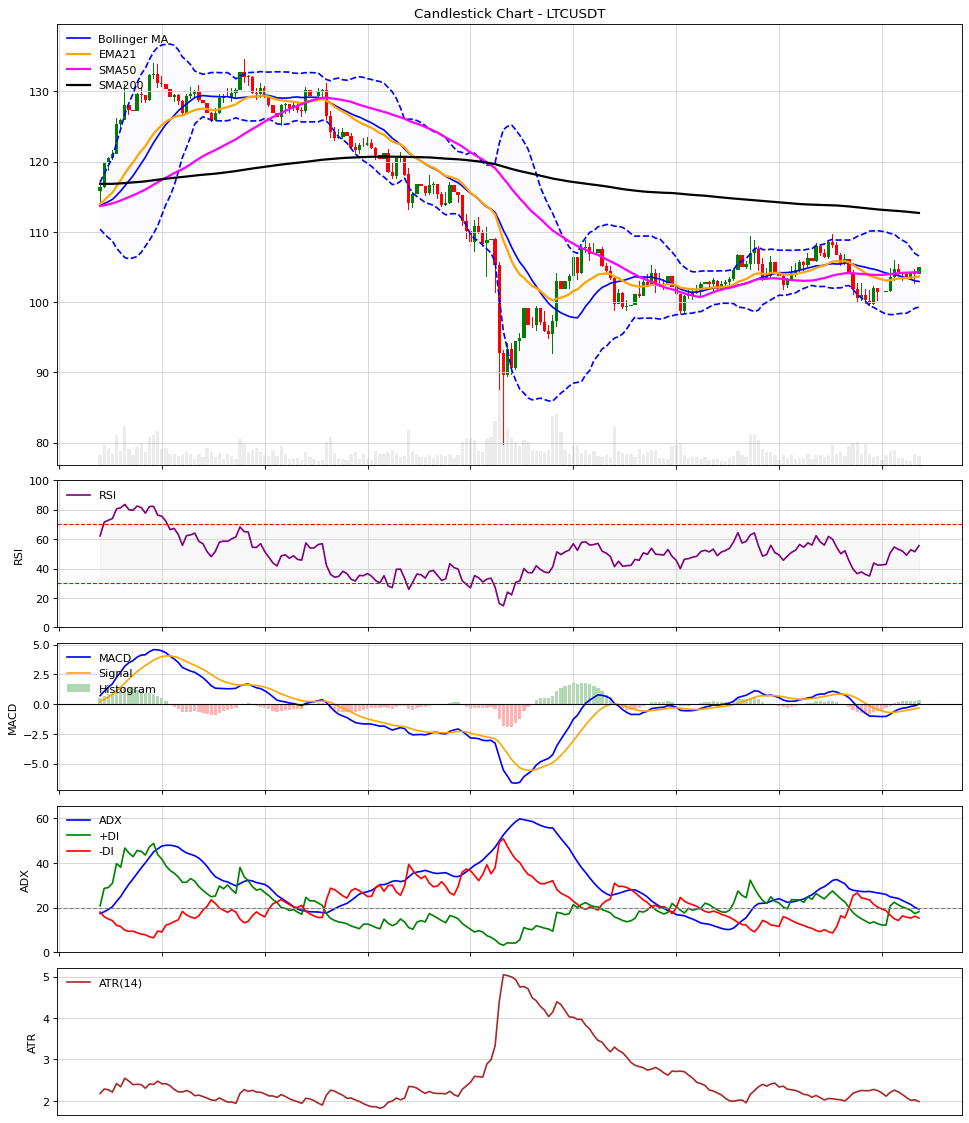 Candlestick Chart - LTCUSDT
Bollinger MA
EMA21
SMA50
SMA200
130
120
110
100
90
80
RSI
100
80
60
40
20
0
RSI
MACD
Signal
Histogram
5.0
2.5
0.0
−2.5
−5.0
MACD
ADX
+DI
-DI
60
40
20
0
ADX
ATR(14)
5
4
3
2
ATR